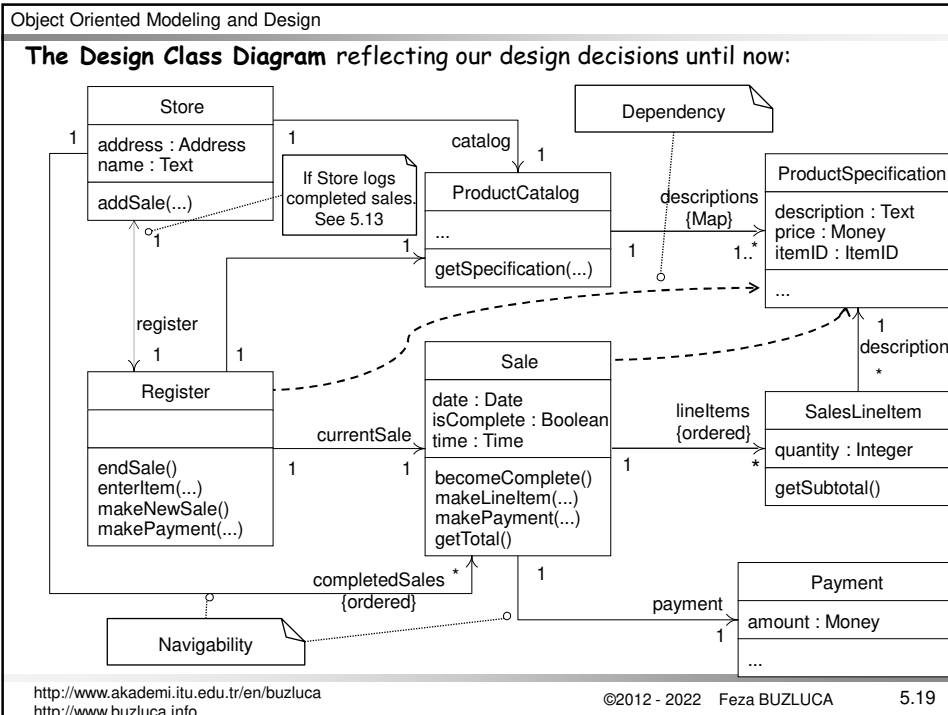 Object Oriented Modeling and Design
The Design Class Diagram reflecting our design decisions until now:
Store
address : Address
name : Text
addSale(...)
1
1
catalog
1
If Store logs
completed sales.
See 5.13
1
register
1
1
1
ProductCatalog
...
getSpecification(...)
Dependency
descriptions
{Map}
1
1..*
ProductSpecification
description : Text
price : Money
itemID : ItemID
...
1
description
*
Register
endSale()
enterItem(...)
makeNewSale()
makePayment(...)
currentSale
1
1
Sale
date : Date
isComplete : Boolean
time : Time
becomeComplete()
makeLineItem(...)
makePayment(...)
getTotal()
lineItems
{ordered}
1
*
SalesLineItem
quantity : Integer
getSubtotal()
completedSales
*
{ordered}
1
payment
1
Payment
amount : Money
...
Navigability
http://www.akademi.itu.edu.tr/en/buzluca
http://www.buzluca.info
©2012 - 2022 Feza BUZLUCA
5.19